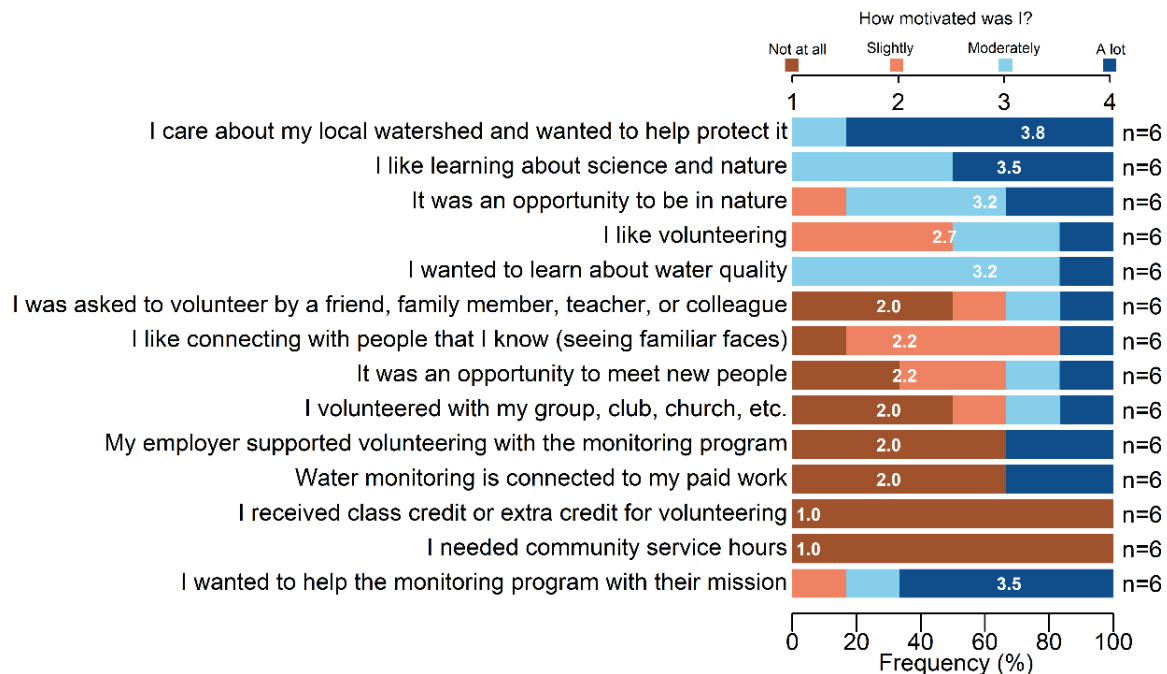 How motivated was I?
Not at all Slightly Moderately A lot
1 2 3 4
I care about my local watershed and wanted to help protect it 3.8 n=6
I like learning about science and nature 3.5 n=6
It was an opportunity to be in nature 3.2 n=6
I like volunteering 2.7 n=6
I wanted to learn about water quality 3.2 n=6
I was asked to volunteer by a friend, family member, teacher, or colleague 2.0 n=6
I like connecting with people that I know (seeing familiar faces) 2.2 n=6
It was an opportunity to meet new people 2.2 n=6
I volunteered with my group, club, church, etc. 2.0 n=6
My employer supported volunteering with the monitoring program 2.0 n=6
Water monitoring is connected to my paid work 2.0 n=6
I received class credit or extra credit for volunteering 1.0 n=6
I needed community service hours 1.0 n=6
I wanted to help the monitoring program with their mission 3.5 n=6
0 20 40 60 80 100
Frequency (%)